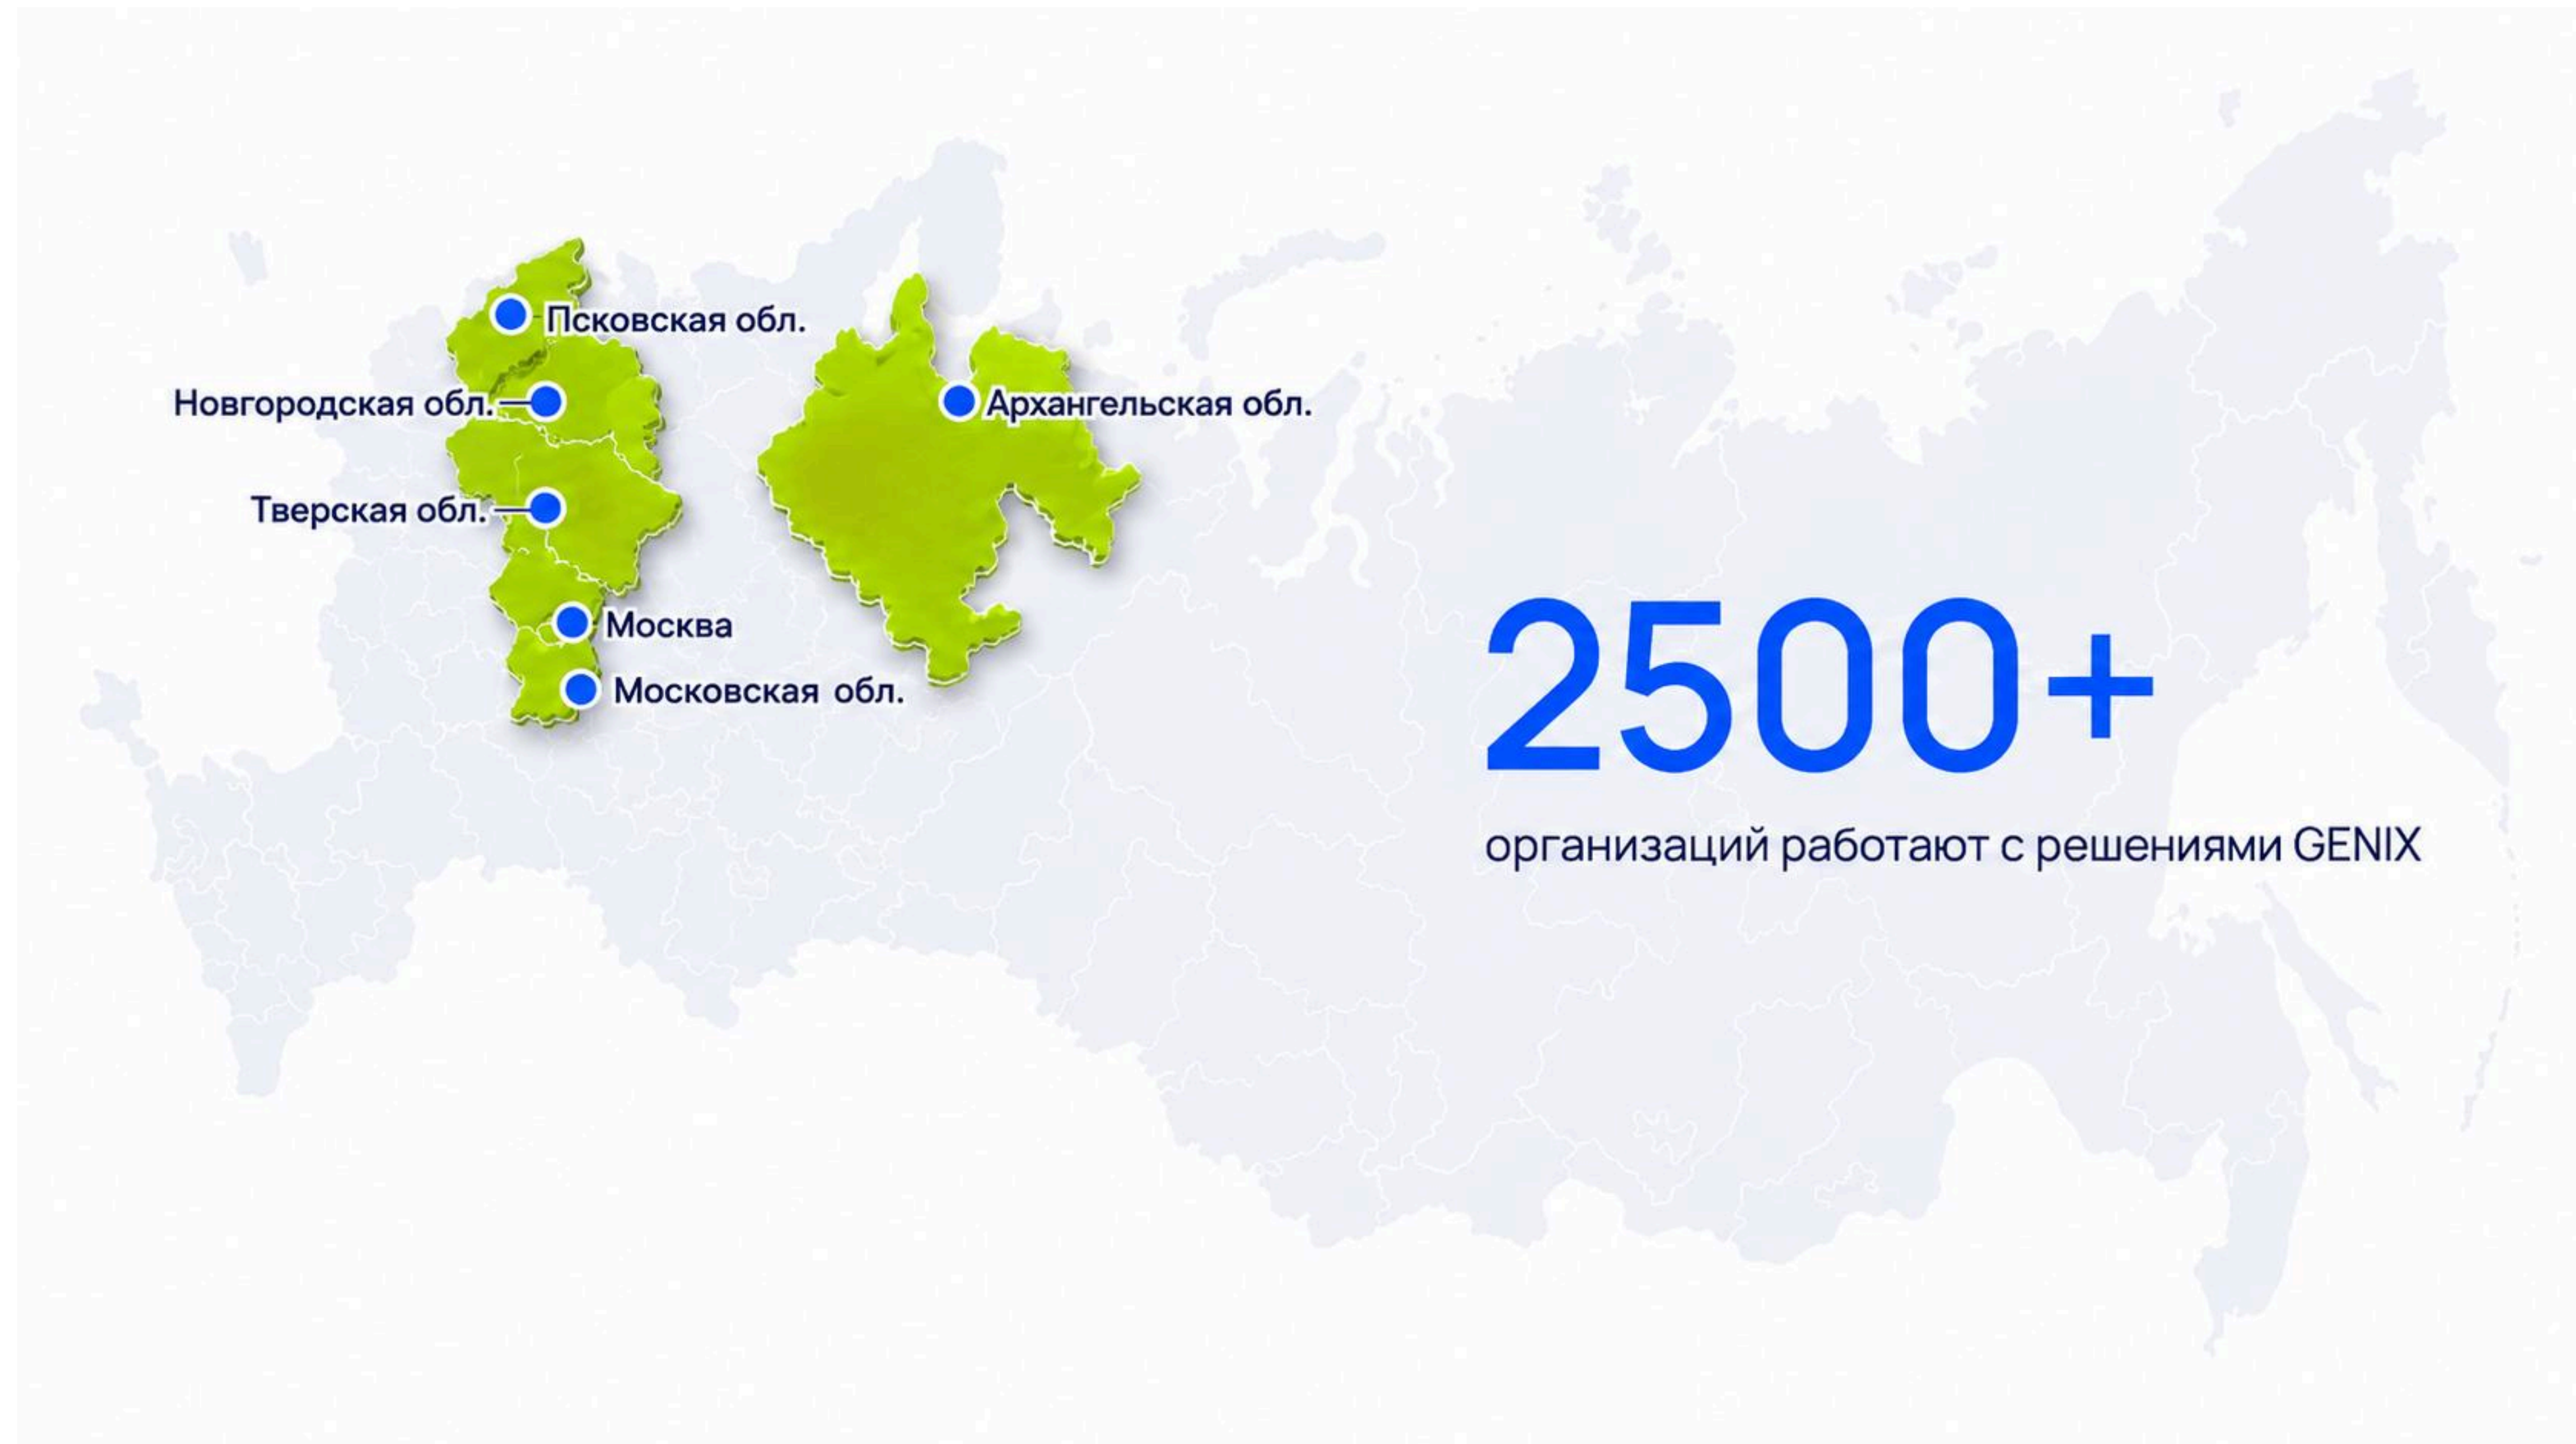 Псковская обл.
Новгородская обл.
Архангельская обл.
Тверская обл.
Москва
Московская обл.
2500+
организаций работают с решениями GENIX